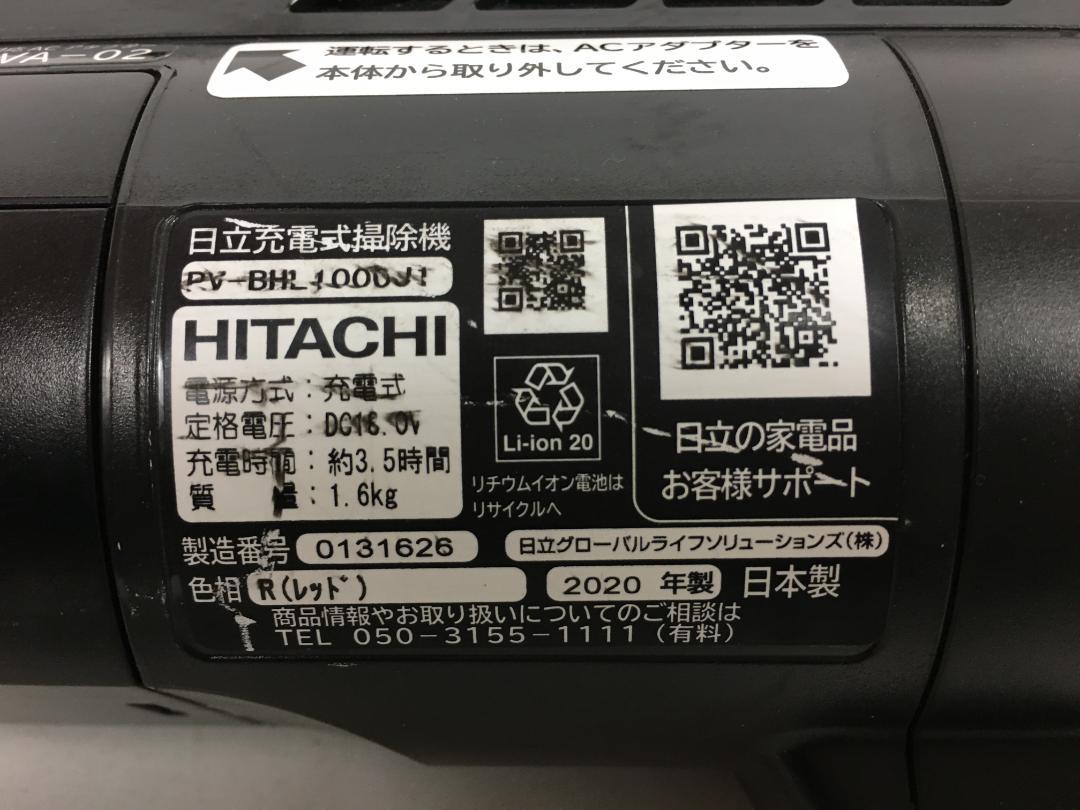 VA-02
運転するときは、ACアダプターを
本体から取り外してください。
日立充電式掃除機
PV-BHL1000J1
HITACHI
電源方式：充電式
定格電圧：DC18.0V
充電時間：約3.5時間
質　量：1.6kg
Li-ion 20
リチウムイオン電池は
リサイクルへ
日立の家電品
お客様サポート
製造番号 0131626
日立グローバルライフソリューションズ(株)
色相 R(レッド)
2020 年製 日本製
商品情報やお取り扱いについてのご相談は
TEL 050-3155-1111(有料)